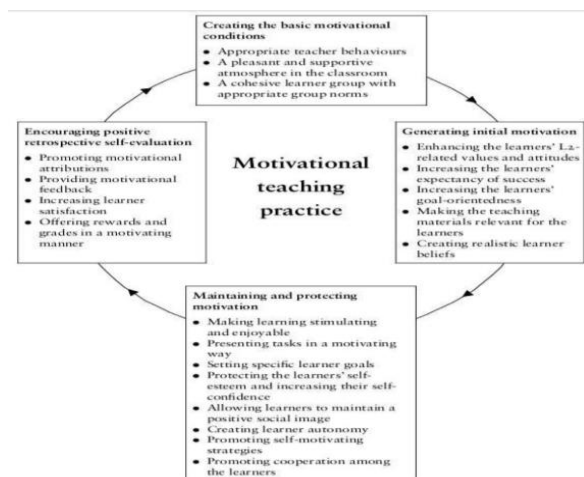 Creating the basic motivational
conditions
● Appropriate teacher behaviours
● A pleasant and supportive
atmosphere in the classroom
● A cohesive learner group with
appropriate group norms
Encouraging positive
retrospective self-evaluation
● Promoting motivational
attributions
● Providing motivational
feedback
● Increasing learner
satisfaction
● Offering rewards and
grades in a motivating
manner
Motivational
teaching
practice
Generating initial motivation
● Enhancing the learners' L2-
related values and attitudes
● Increasing the learners'
expectancy of success
● Increasing the learners'
goal-orientedness
● Making the teaching
materials relevant for the
learners
● Creating realistic learner
beliefs
Maintaining and protecting
motivation
● Making learning stimulating
and enjoyable
● Presenting tasks in a motivating
way
● Setting specific learner goals
● Protecting the learners' self-
esteem and increasing their self-
confidence
● Allowing learners to maintain a
positive social image
● Creating learner autonomy
● Promoting self-motivating
strategies
● Promoting cooperation among
the learners